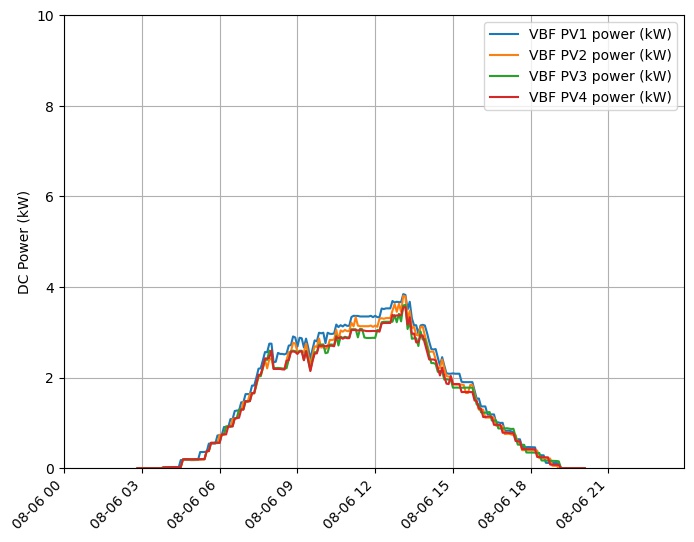 10
8
6
4
2
0
DC Power (kW)
VBF PV1 power (kW)
VBF PV2 power (kW)
VBF PV3 power (kW)
VBF PV4 power (kW)
08-06 00
08-06 03
08-06 06
08-06 09
08-06 12
08-06 15
08-06 18
08-06 21